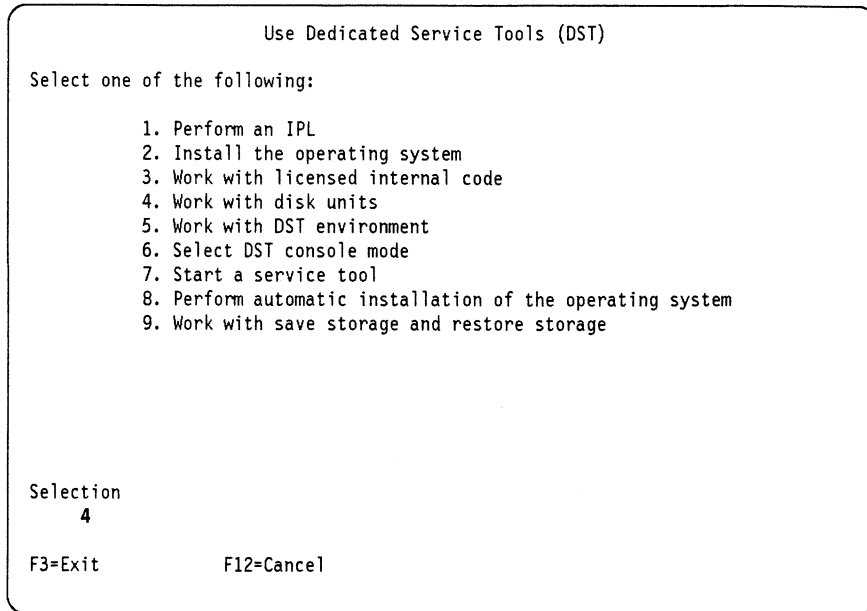 Use Dedicated Service Tools (DST)
Select one of the following:
1. Perform an IPL
2. Install the operating system
3. Work with licensed internal code
4. Work with disk units
5. Work with DST environment
6. Select DST console mode
7. Start a service tool
8. Perform automatic installation of the operating system
9. Work with save storage and restore storage
Selection
4
F3=Exit F12=Cancel